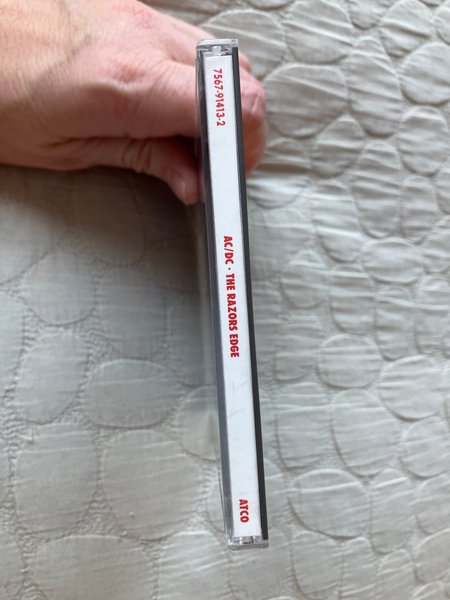 7567-91413-2
AC/DC · THE RAZORS EDGE
ATCO